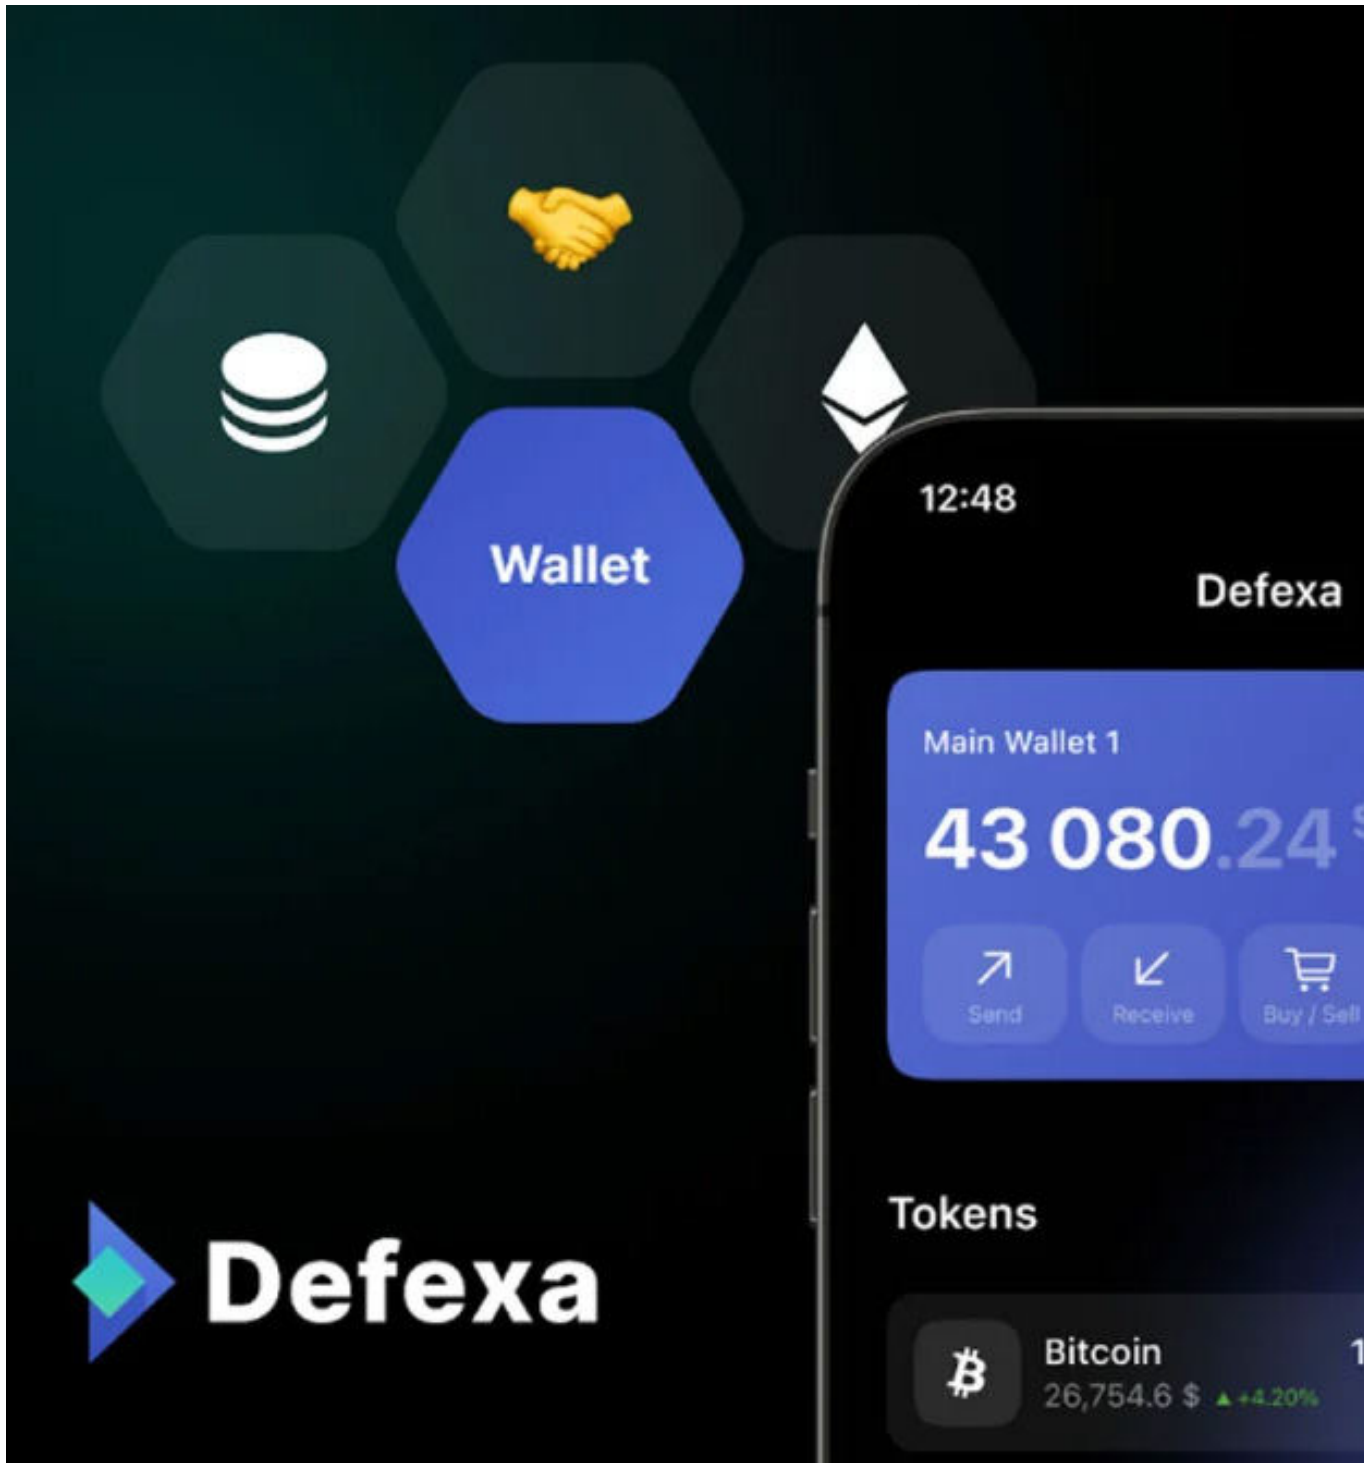 Wallet
12:48
Defexa
Main Wallet 1
43 080.24
Send
Receive
Buy / Sell
Tokens
Bitcoin
26,754.6 $ ▲ +4.20%
Defexa